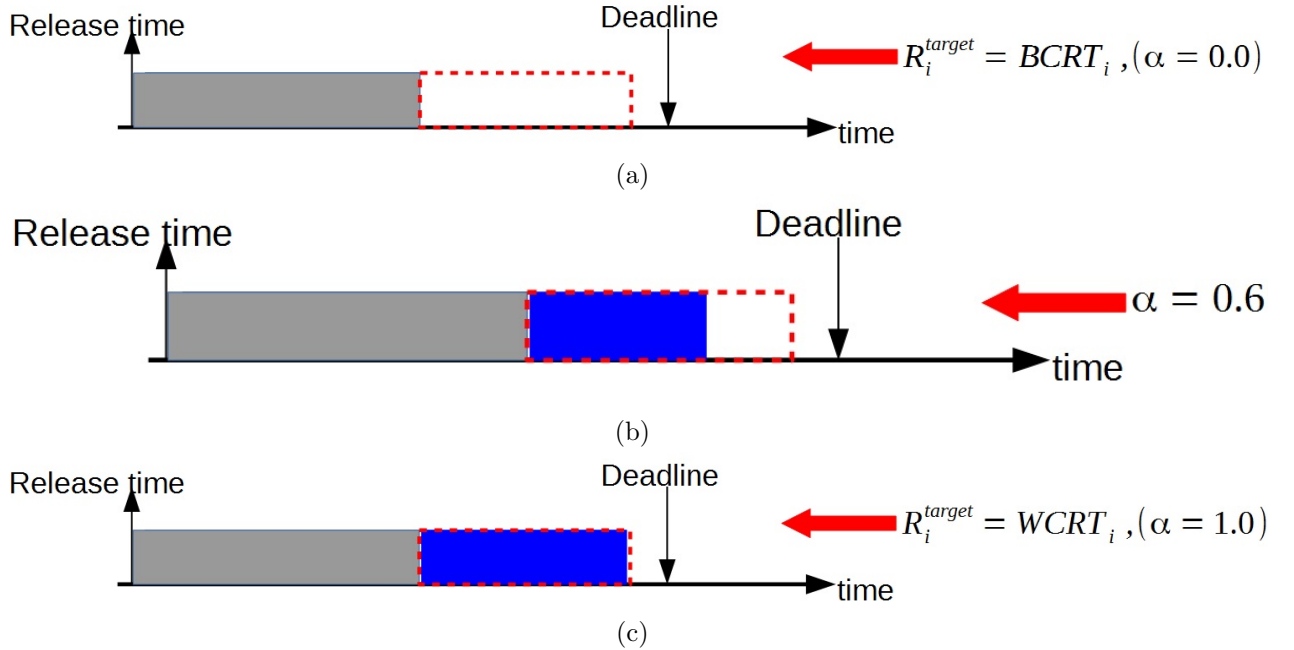 Release time
Deadline
R_i^{target} = BCRT_i ,(α = 0.0)
time
(a)
Release time
Deadline
α = 0.6
time
(b)
Release time
Deadline
R_i^{target} = WCRT_i ,(α = 1.0)
time
(c)